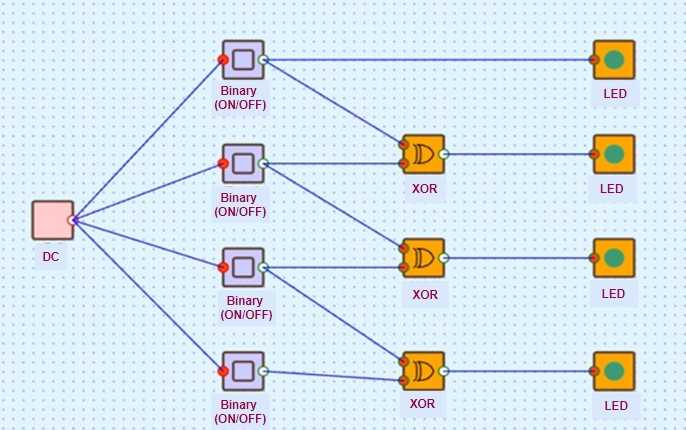 Binary
(ON/OFF)
LED
XOR
LED
Binary
(ON/OFF)
DC
XOR
LED
Binary
(ON/OFF)
XOR
LED
Binary
(ON/OFF)